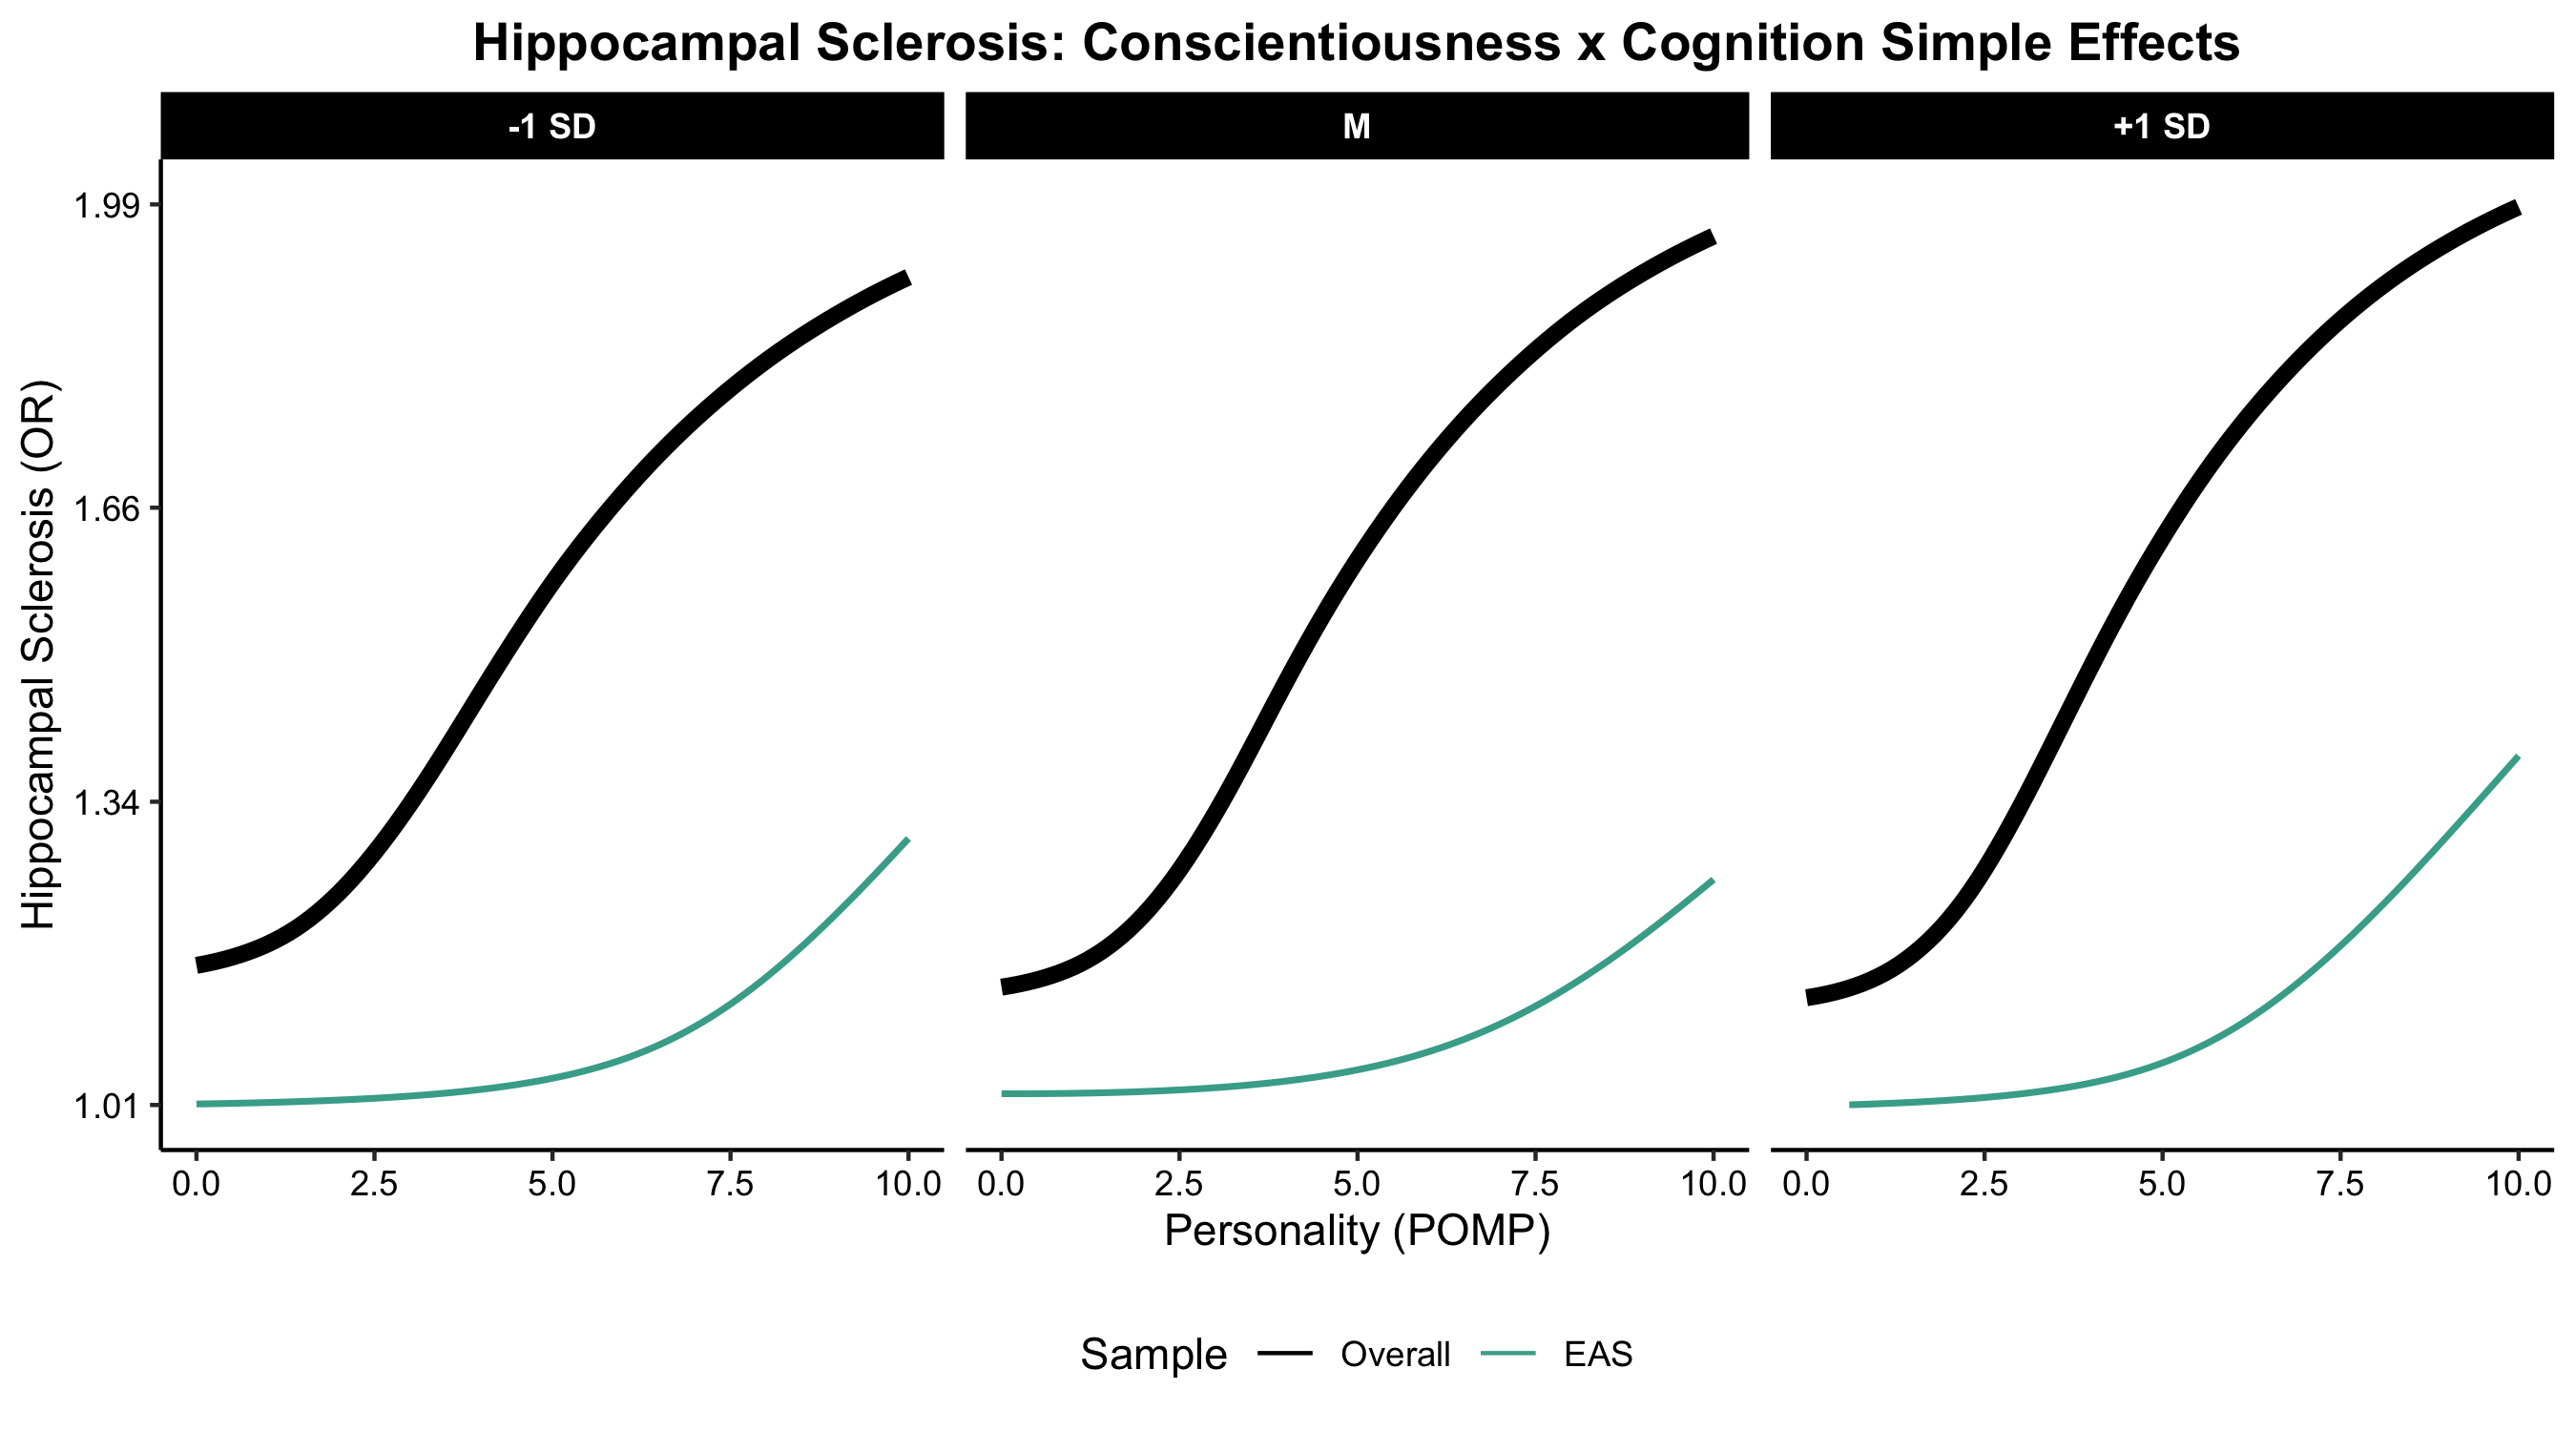 Hippocampal Sclerosis: Conscientiousness x Cognition Simple Effects
-1 SD
M
+1 SD
Hippocampal Sclerosis (OR)
1.99
1.66
1.34
1.01
0.0 2.5 5.0 7.5 10.0
0.0 2.5 5.0 7.5 10.0
0.0 2.5 5.0 7.5 10.0
Personality (POMP)
Sample Overall EAS